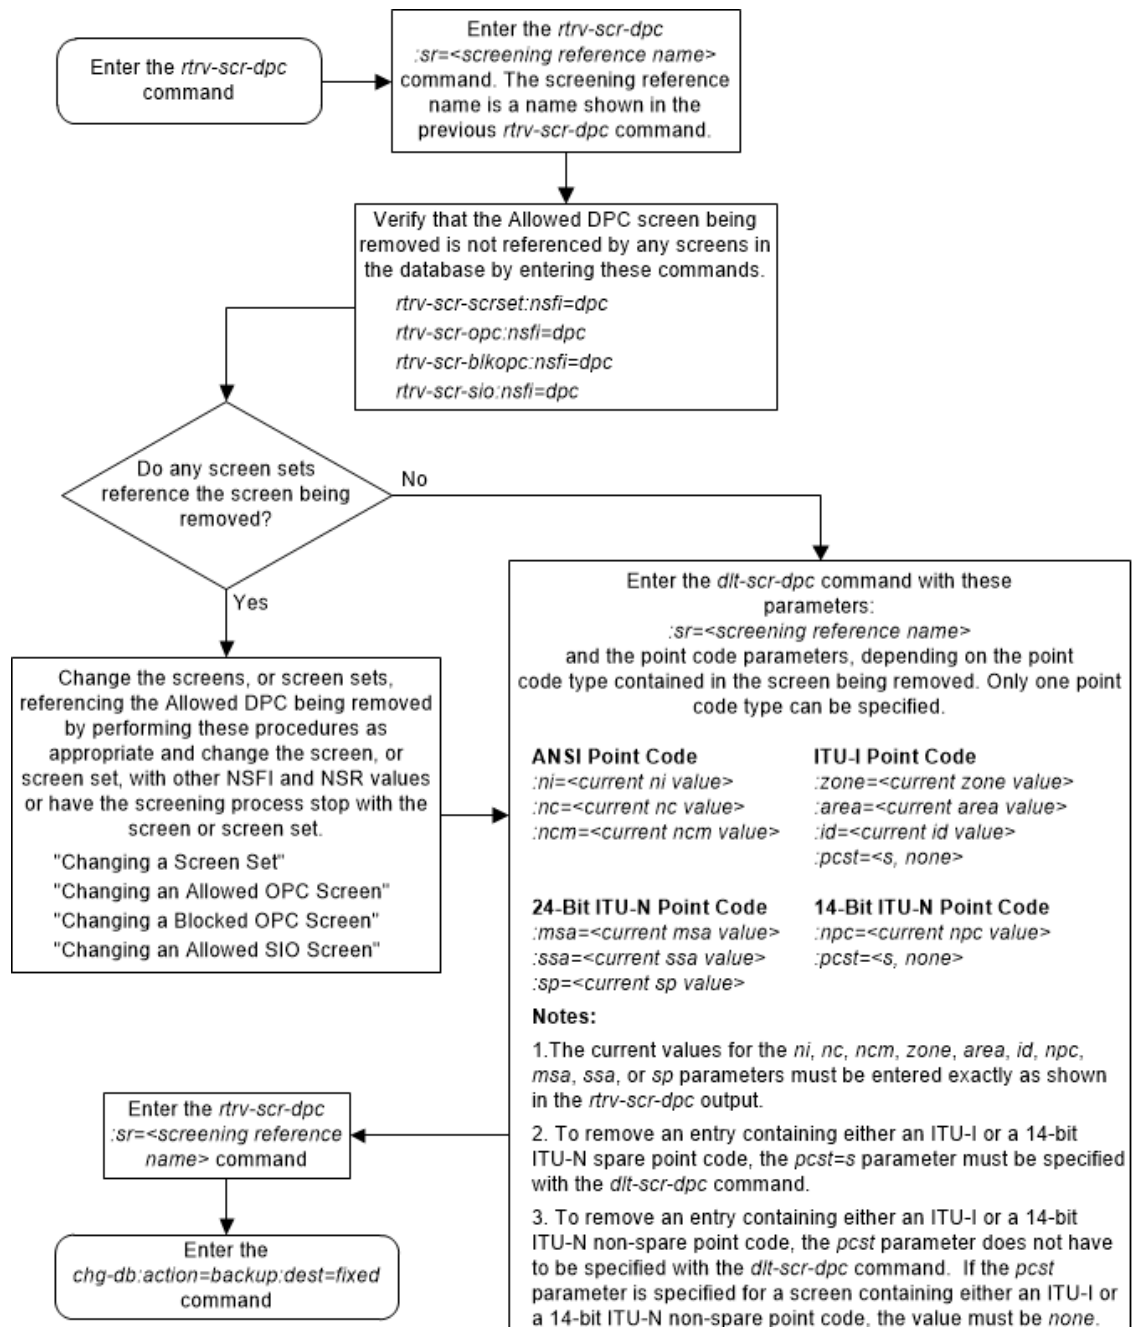 Enter the rtrv-scr-dpc
command
Enter the rtrv-scr-dpc
:sr=<screening reference name>
command. The screening reference
name is a name shown in the
previous rtrv-scr-dpc command.
Verify that the Allowed DPC screen being
removed is not referenced by any screens in
the database by entering these commands.
rtrv-scr-scrset:nsfi=dpc
rtrv-scr-opc:nsfi=dpc
rtrv-scr-blkopc:nsfi=dpc
rtrv-scr-sio:nsfi=dpc
Do any screen sets
reference the screen being
removed?
No
Yes
Change the screens, or screen sets,
referencing the Allowed DPC being removed
by performing these procedures as
appropriate and change the screen, or
screen set, with other NSFI and NSR values
or have the screening process stop with the
screen or screen set.
"Changing a Screen Set"
"Changing an Allowed OPC Screen"
"Changing a Blocked OPC Screen"
"Changing an Allowed SIO Screen"
Enter the dlt-scr-dpc command with these
parameters:
:sr=<screening reference name>
and the point code parameters, depending on the point
code type contained in the screen being removed. Only one point
code type can be specified.
ANSI Point Code
:ni=<current ni value>
:nc=<current nc value>
:ncm=<current ncm value>
ITU-I Point Code
:zone=<current zone value>
:area=<current area value>
:id=<current id value>
:pcst=<s, none>
24-Bit ITU-N Point Code
:msa=<current msa value>
:ssa=<current ssa value>
:sp=<current sp value>
14-Bit ITU-N Point Code
:npc=<current npc value>
:pcst=<s, none>
Notes:
1.The current values for the ni, nc, ncm, zone, area, id, npc,
msa, ssa, or sp parameters must be entered exactly as shown
in the rtrv-scr-dpc output.
2. To remove an entry containing either an ITU-I or a 14-bit
ITU-N spare point code, the pcst=s parameter must be specified
with the dlt-scr-dpc command.
3. To remove an entry containing either an ITU-I or a 14-bit
ITU-N non-spare point code, the pcst parameter does not have
to be specified with the dlt-scr-dpc command.  If the pcst
parameter is specified for a screen containing either an ITU-I or
a 14-bit ITU-N non-spare point code, the value must be none.
Enter the rtrv-scr-dpc
:sr=<screening reference
name> command
Enter the
chg-db:action=backup:dest=fixed
command